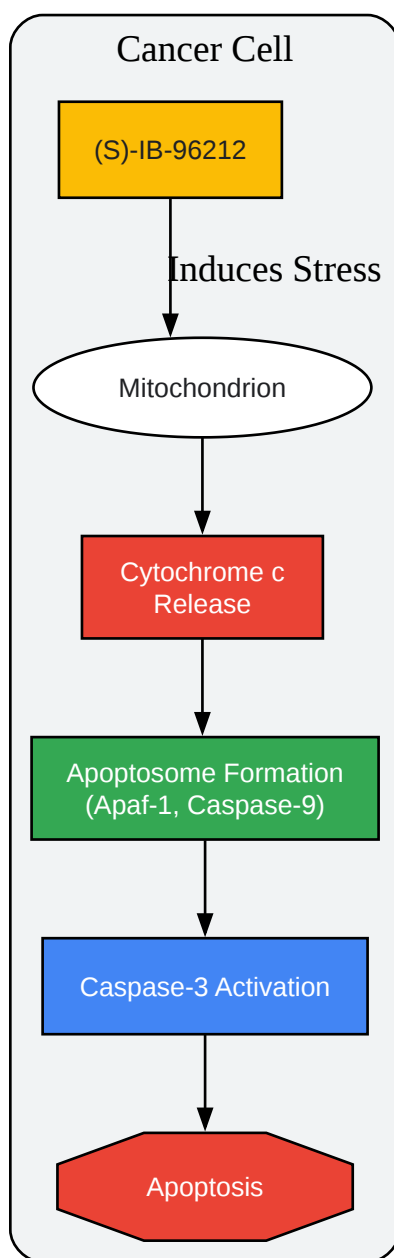 Cancer Cell
(S)-IB-96212
Induces Stress
Mitochondrion
Cytochrome c
Release
Apoptosome Formation
(Apaf-1, Caspase-9)
Caspase-3 Activation
Apoptosis